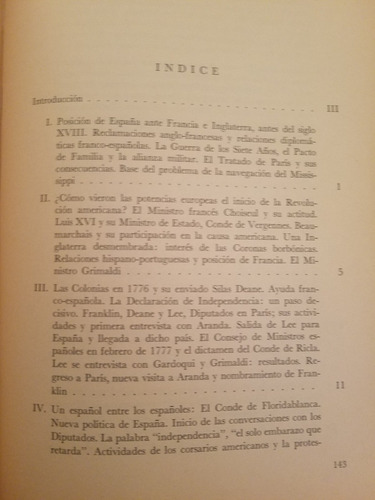 INDICE
Introducción . . . . . . . . . . . . . . . . . . . . III
I. Posición de España ante Francia e Inglaterra, antes del siglo
XVIII. Reclamaciones anglo-francesas y relaciones diplomá-
ticas franco-españolas. La Guerra de los Siete Años, el Pacto
de Familia y la alianza militar. El Tratado de París y sus
consecuencias. Base del problema de la navegación del Missis-
sippi . . . . . . . . . . . . . . . . . . . . 1
II. ¿Cómo vieron las potencias europeas el inicio de la Revolu-
ción americana? El Ministro francés Choiseul y su actitud.
Luis XVI y su Ministro de Estado, Conde de Vergennes. Beau-
marchais y su participación en la causa americana. Una In-
glaterra desmembrada: interés de las Coronas borbónicas.
Relaciones hispano-portuguesas y posición de Francia. El Mi-
nistro Grimaldi . . . . . . . . . . . . . . . . 5
III. Las Colonias en 1776 y su enviado Silas Deane. Ayuda fran-
co-española. La Declaración de Independencia: un paso de-
cisivo. Franklin, Deane y Lee, Diputados en París; sus acti-
vidades y primera entrevista con Aranda. Salida de Lee para
España y llegada a dicho país. El Consejo de Ministros es-
pañoles en febrero de 1777 y el dictamen del Conde de Ricla.
Lee se entrevista con Gardoqui y Grimaldi: resultados. Re-
greso a París, nueva visita a Aranda y nombramiento de Fran-
klin . . . . . . . . . . . . . . . . . . . . 11
IV. Un español entre los españoles: El Conde de Floridablanca.
Nueva política de España. Inicio de las conversaciones con los
Diputados. La palabra "independencia", "el solo embarazo que
retarda". Actividades de los corsarios americanos y la protes-
145